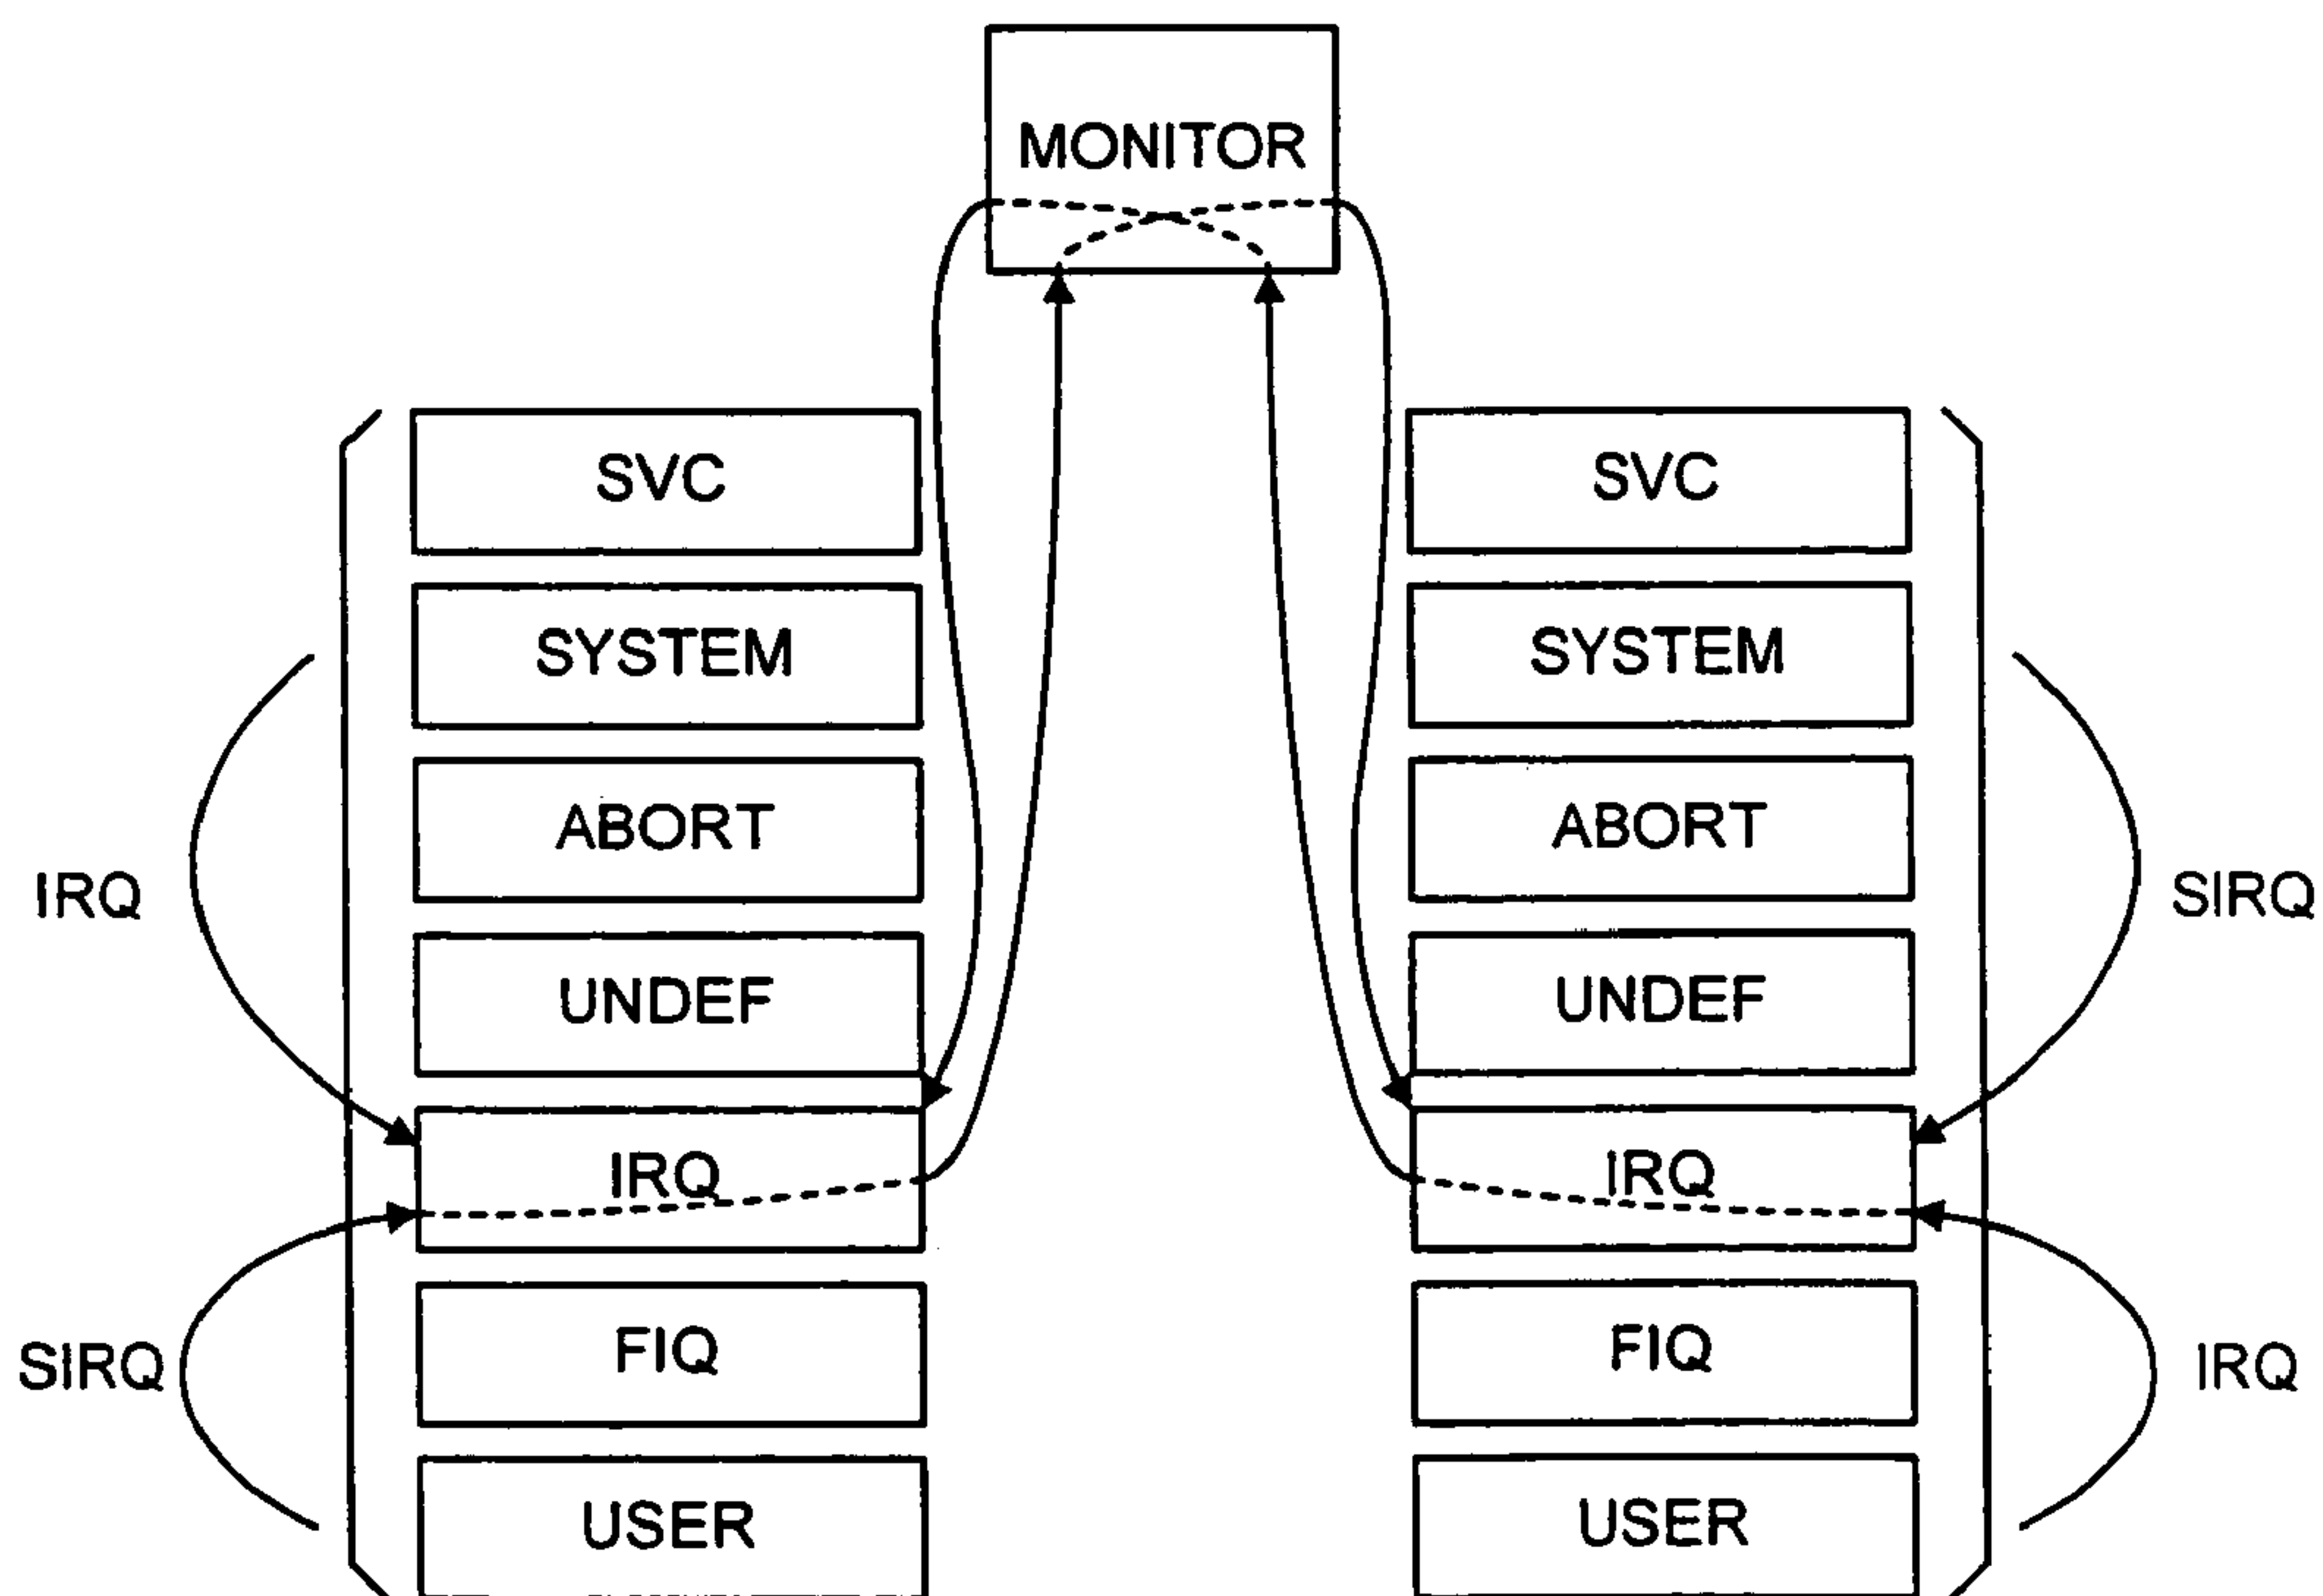 MONITOR
SVC
SVC
SYSTEM
SYSTEM
ABORT
ABORT
IRQ
SIRQ
UNDEF
UNDEF
IRQ
IRQ
SIRQ
FIQ
FIQ
IRQ
USER
USER